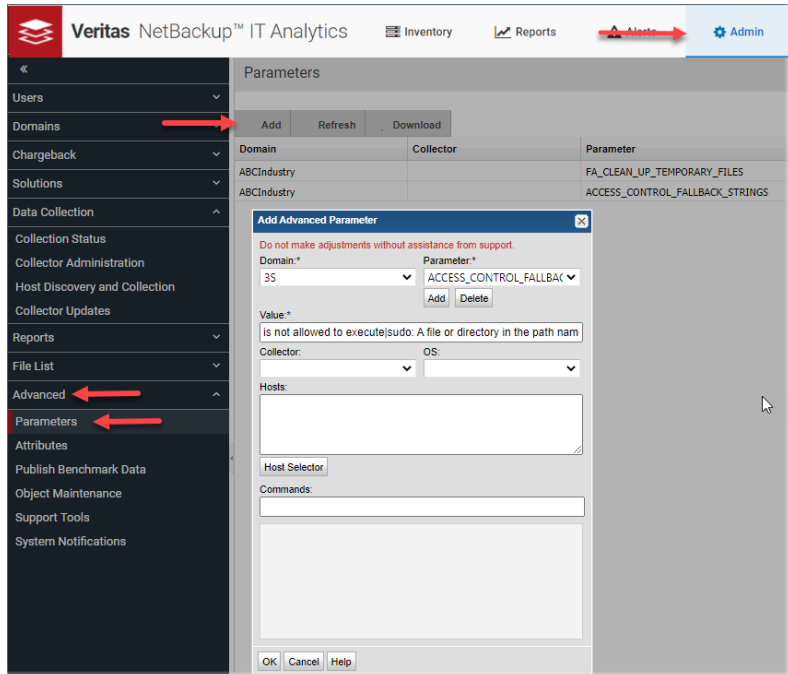 Veritas NetBackup™ IT Analytics
Inventory
Reports
Alerts
Admin
«
Parameters
Users
Domains
Chargeback
Solutions
Data Collection
Collection Status
Collector Administration
Host Discovery and Collection
Collector Updates
Reports
File List
Advanced
Parameters
Attributes
Publish Benchmark Data
Object Maintenance
Support Tools
System Notifications
Add Refresh Download
Domain Collector Parameter
ABCIndustry FA_CLEAN_UP_TEMPORARY_FILES
ABCIndustry ACCESS_CONTROL_FALLBACK_STRINGS
Add Advanced Parameter
Do not make adjustments without assistance from support.
Domain:* Parameter:*
3S ACCESS_CONTROL_FALLBAC
Add Delete
Value:*
is not allowed to execute|sudo: A file or directory in the path nam
Collector: OS:
Hosts:
Host Selector
Commands:
OK Cancel Help